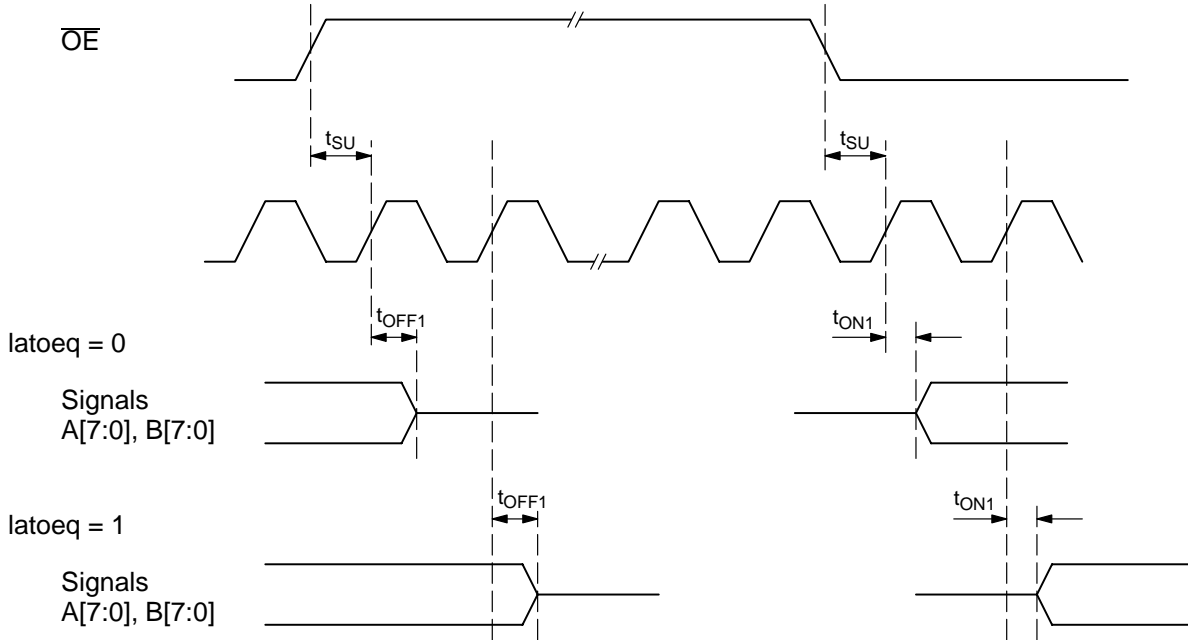 O̅E̅
tSU
tSU
tOFF1
tON1
latoeq = 0
Signals
A[7:0], B[7:0]
tOFF1
tON1
latoeq = 1
Signals
A[7:0], B[7:0]